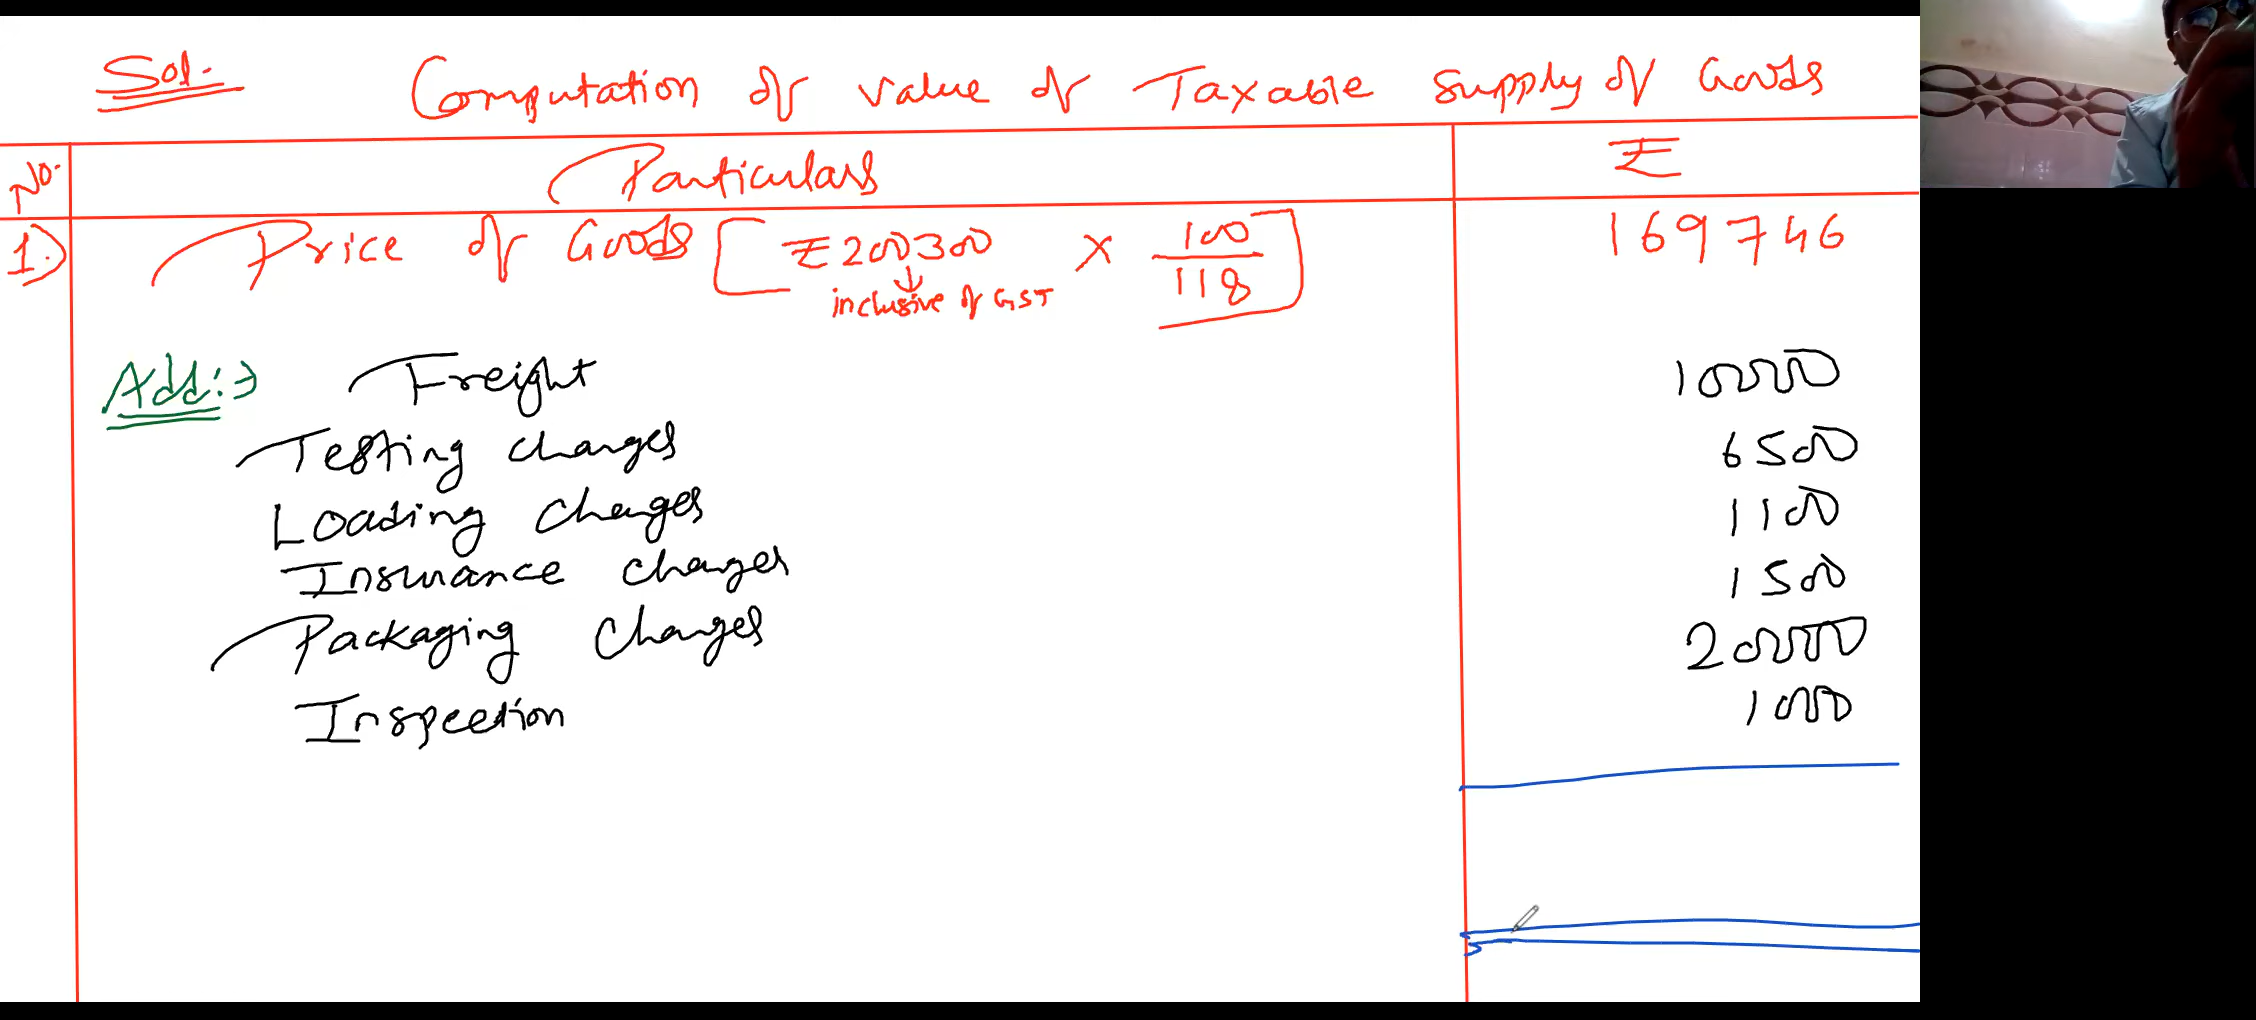 Sol. Computation of value of Taxable supply of Goods
No. Particulars ₹
1.) Price of Goods [ ₹200300 × 100/118 ] 169746
inclusive of GST
Add:→ Freight 10000
Testing charges 6500
Loading charges 1100
Insurance charges 1500
Packaging charges 20000
Inspection 1000